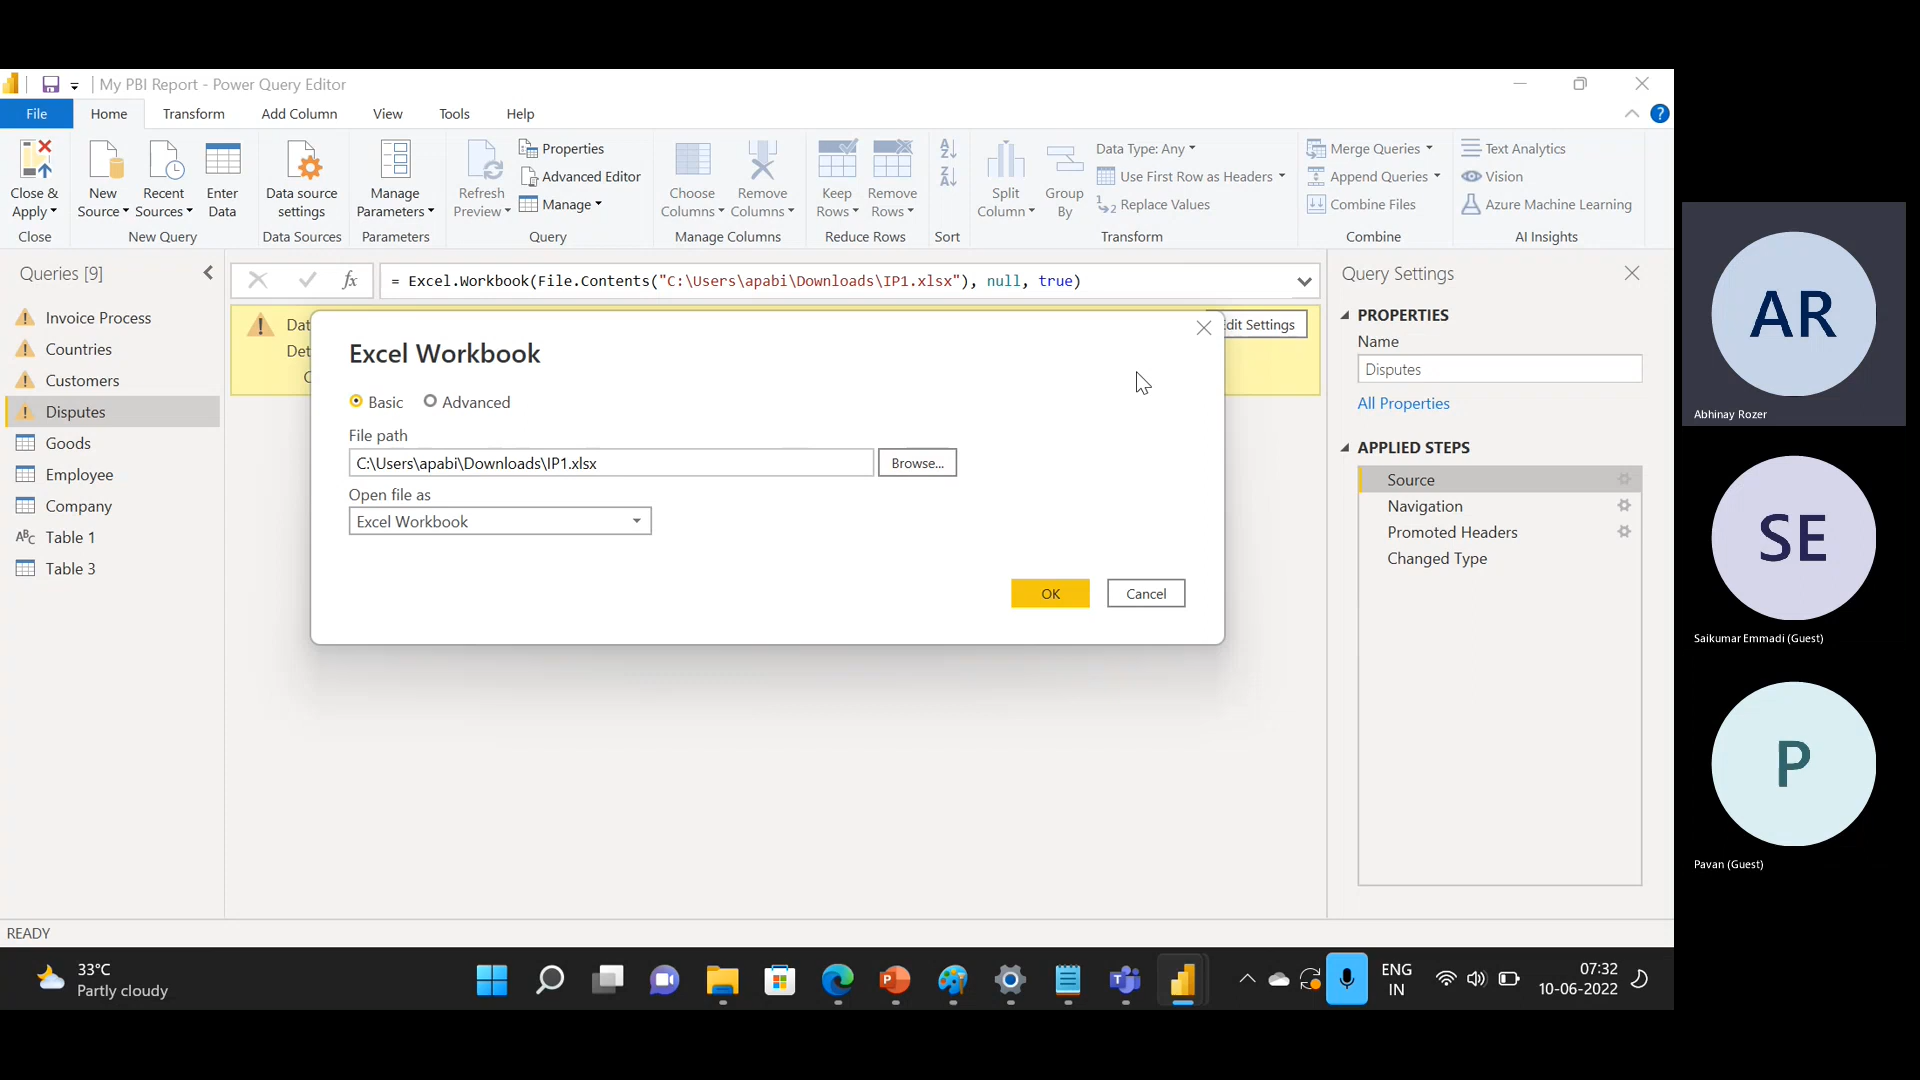 My PBI Report - Power Query Editor
File Home Transform Add Column View Tools Help
Close & Apply
New Source
Recent Sources
Enter Data
Data source settings
Manage Parameters
Refresh Preview
Properties
Advanced Editor
Manage
Choose Columns
Remove Columns
Keep Rows
Remove Rows
Split Column
Group By
Data Type: Any
Use First Row as Headers
Replace Values
Merge Queries
Append Queries
Combine Files
Text Analytics
Vision
Azure Machine Learning
Close
New Query
Data Sources
Parameters
Query
Manage Columns
Reduce Rows
Sort
Transform
Combine
AI Insights
Queries [9]
Invoice Process
Countries
Customers
Disputes
Goods
Employee
Company
ABC Table 1
Table 3
fx
= Excel.Workbook(File.Contents("C:\Users\apabi\Downloads\IP1.xlsx"), null, true)
Dat
Det
dit Settings
Excel Workbook
Basic Advanced
File path
C:\Users\apabi\Downloads\IP1.xlsx
Browse...
Open file as
Excel Workbook
OK
Cancel
Query Settings
PROPERTIES
Name
Disputes
All Properties
APPLIED STEPS
Source
Navigation
Promoted Headers
Changed Type
READY
33°C
Partly cloudy
ENG
IN
07:32
10-06-2022
AR
Abhinay Rozer
SE
Saikumar Emmadi (Guest)
P
Pavan (Guest)